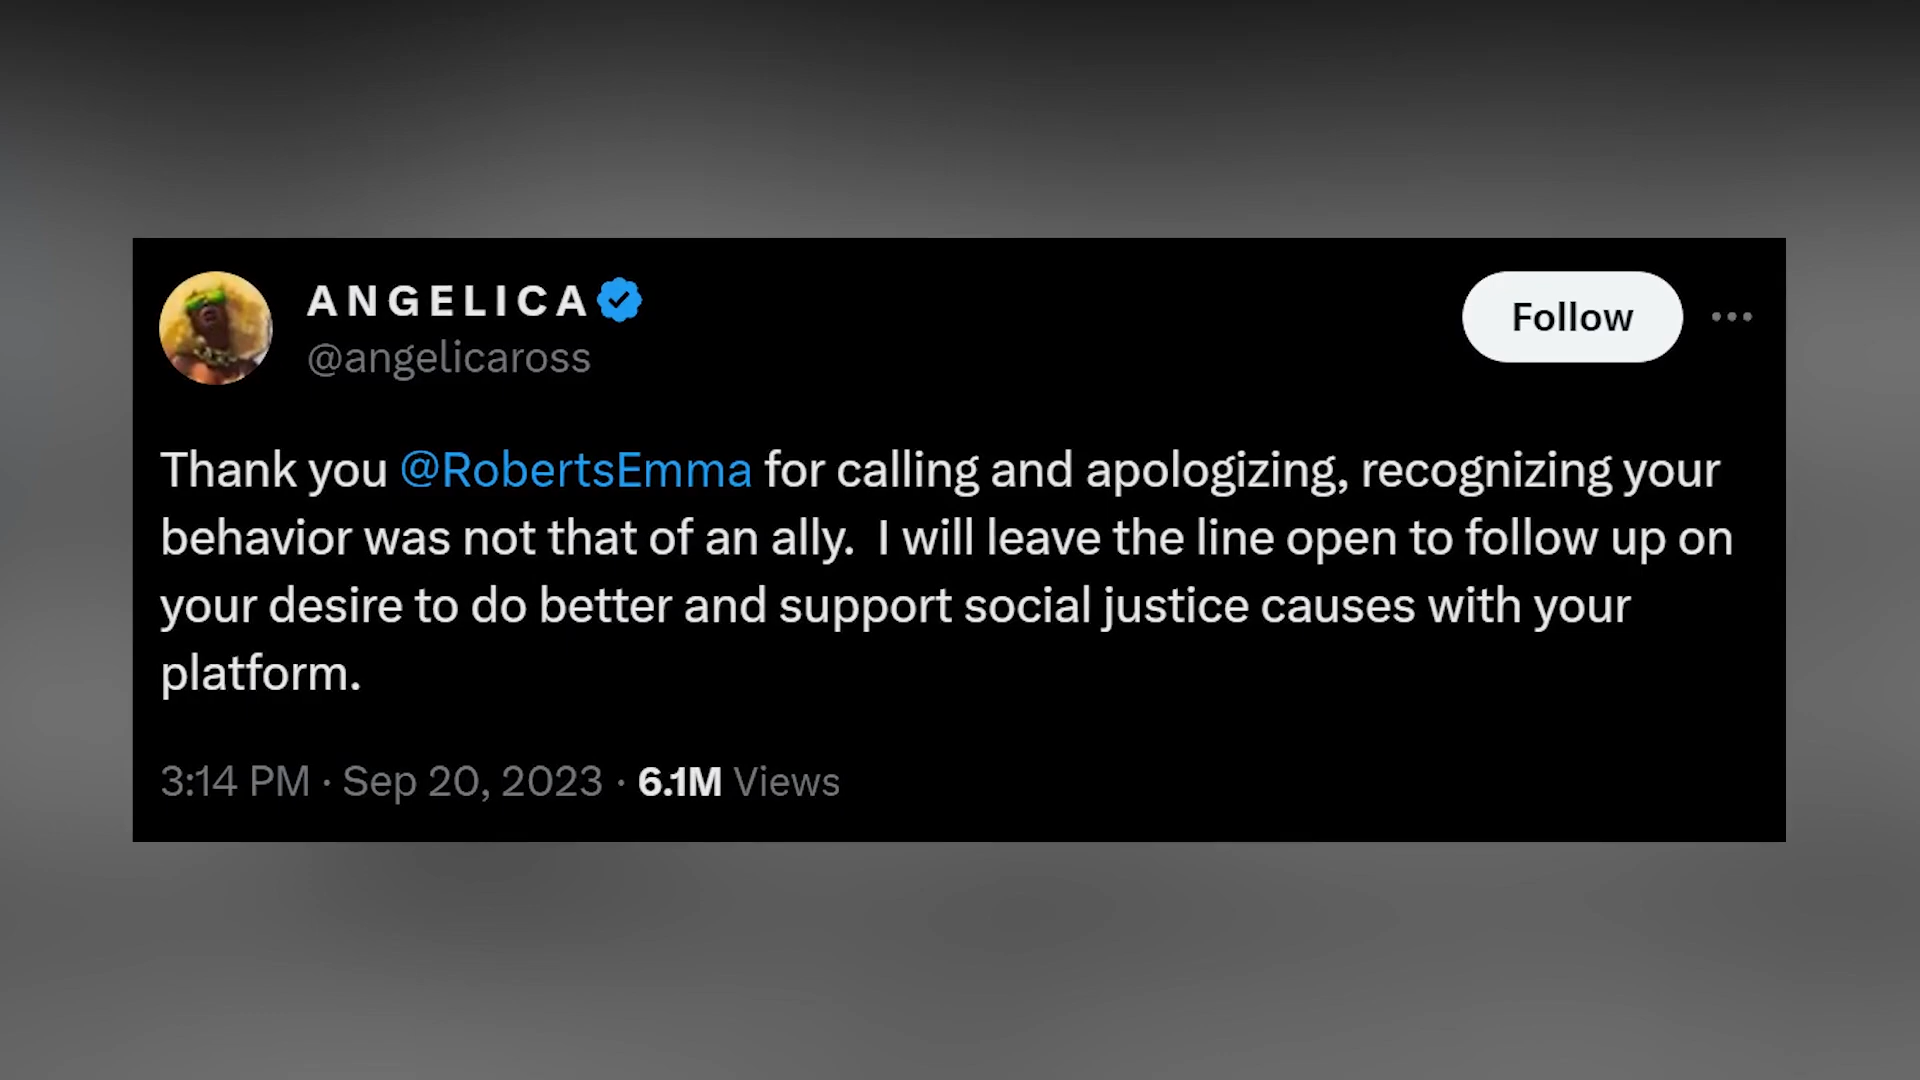 ANGELICA
@angelicaross
Follow
Thank you @RobertsEmma for calling and apologizing, recognizing your
behavior was not that of an ally.  I will leave the line open to follow up on
your desire to do better and support social justice causes with your
platform.
3:14 PM · Sep 20, 2023 · 6.1M Views